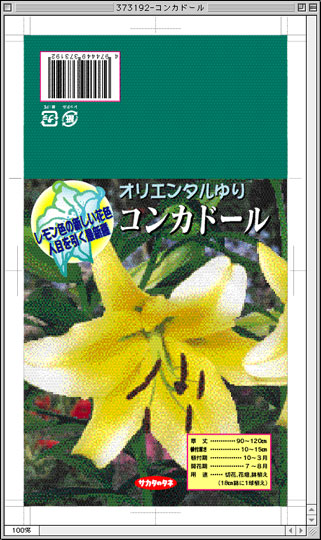 373192-コンカドール
4 974449 373192
オリエンタルゆり
コンカドール
レモン色の新しい花色
人目を引く最新種
草丈…………90〜120cm
植付深さ…………10〜15cm
植付期…………10〜3月
開花期…………7〜8月
用途……切花,花壇,鉢植え
(18cm鉢に1球植え)
サカタのタネ
100%